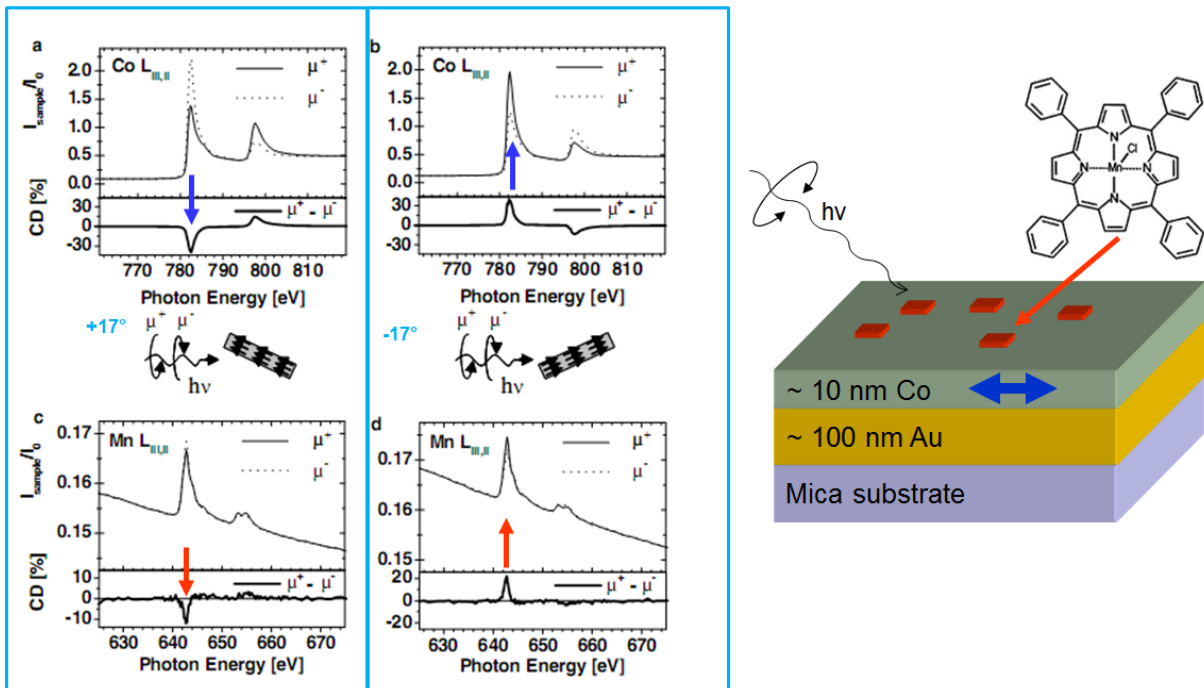 a
Co L_III,II
μ⁺
μ⁻
I_sample/I_0
2.0
1.5
1.0
0.5
0.0
CD [%]
30
0
-30
μ⁺ - μ⁻
770 780 790 800 810
Photon Energy [eV]
b
Co L_III,II
μ⁺
μ⁻
2.0
1.5
1.0
0.5
0.0
30
0
-30
μ⁺ - μ⁻
770 780 790 800 810
Photon Energy [eV]
+17°
μ⁺ μ⁻
hν
-17°
μ⁺ μ⁻
hν
c
Mn L_III,II
μ⁺
μ⁻
I_sample/I_0
0.17
0.16
0.15
CD [%]
10
0
-10
μ⁺ - μ⁻
630 640 650 660 670
Photon Energy [eV]
d
Mn L_III,II
μ⁺
μ⁻
0.17
0.16
0.15
20
0
-20
μ⁺ - μ⁻
630 640 650 660 670
Photon Energy [eV]
hν
N
Cl
N Mn N
N
~ 10 nm Co
~ 100 nm Au
Mica substrate